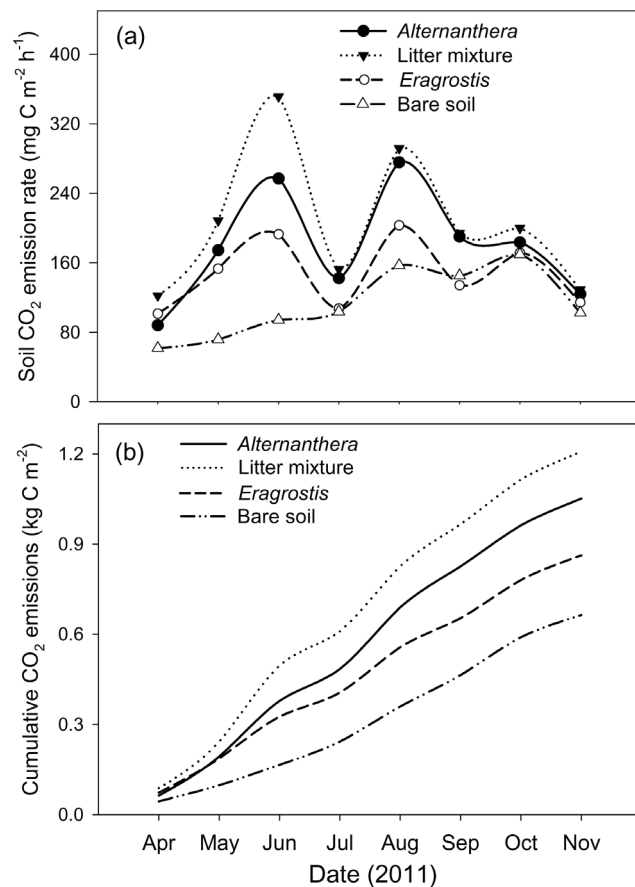 (a)
Alternanthera
Litter mixture
Eragrostis
Bare soil
Soil CO2 emission rate (mg C m-2 h-1)
400
320
240
160
80
0
(b)
Alternanthera
Litter mixture
Eragrostis
Bare soil
Cumulative CO2 emissions (kg C m-2)
1.2
0.9
0.6
0.3
0.0
Apr May Jun Jul Aug Sep Oct Nov
Date (2011)